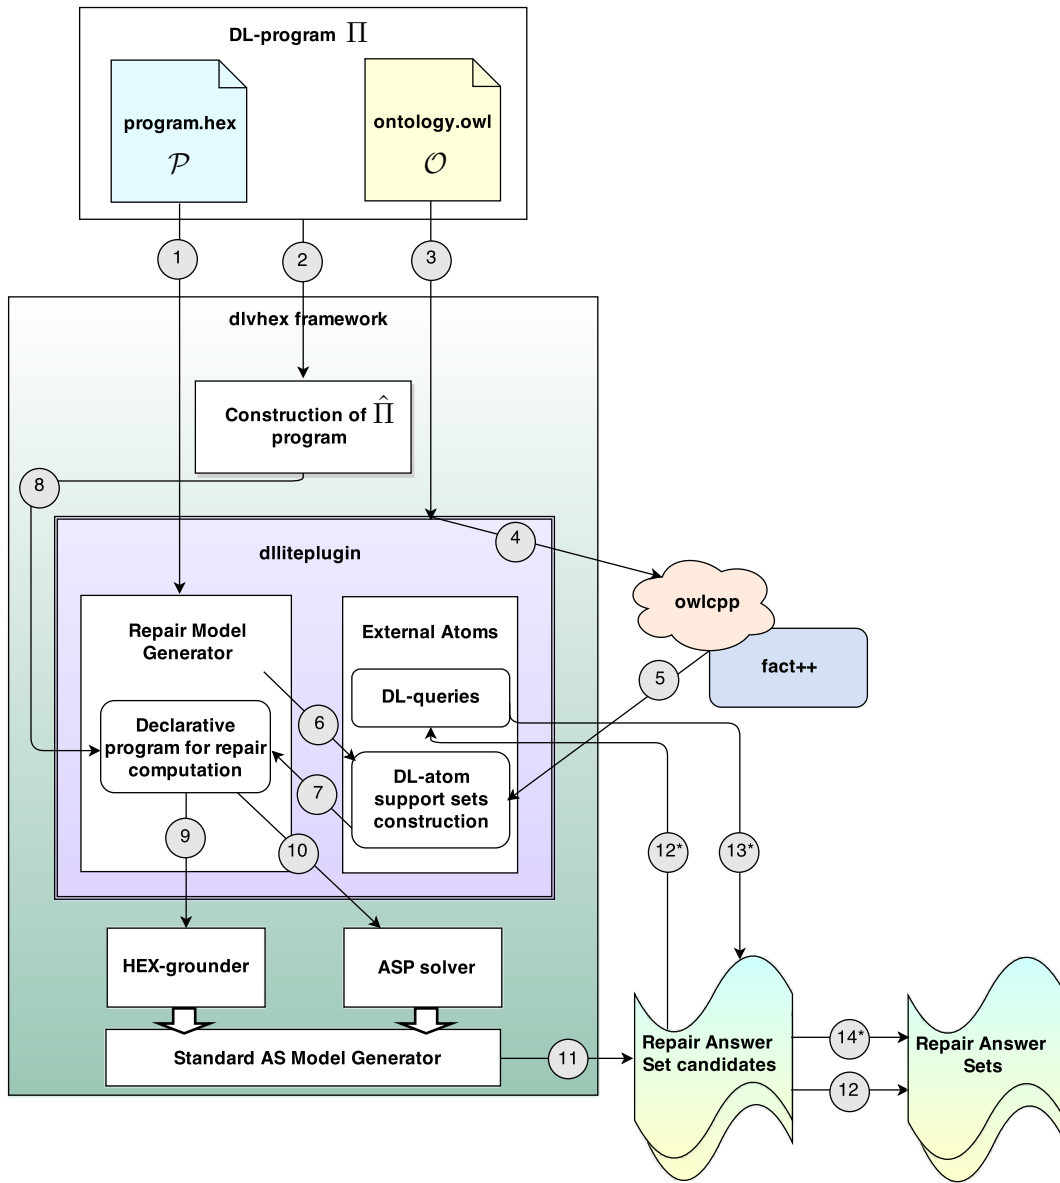 DL-program Π
program.hex
𝒫
ontology.owl
𝒪
1
2
3
dlvhex framework
Construction of Π̂
program
8
4
dlliteplugin
owlcpp
fact++
5
Repair Model
Generator
External Atoms
DL-queries
6
Declarative
program for repair
computation
DL-atom
support sets
construction
7
9
10
12*
13*
HEX-grounder
ASP solver
Standard AS Model Generator
11
Repair Answer
Set candidates
14*
12
Repair Answer
Sets